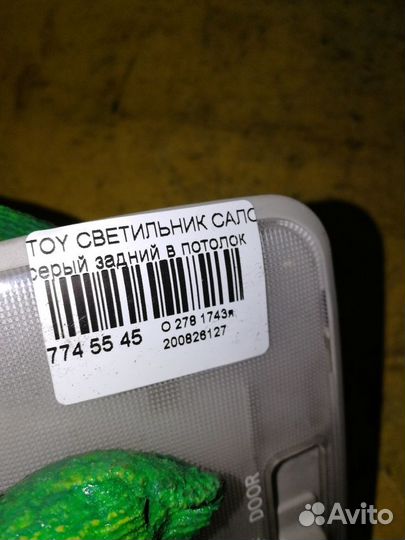 TOY СВЕТИЛЬНИК САЛО
серый задний в потолок
774 55 45
О 278 1743я
200826127
DOOR
Avito